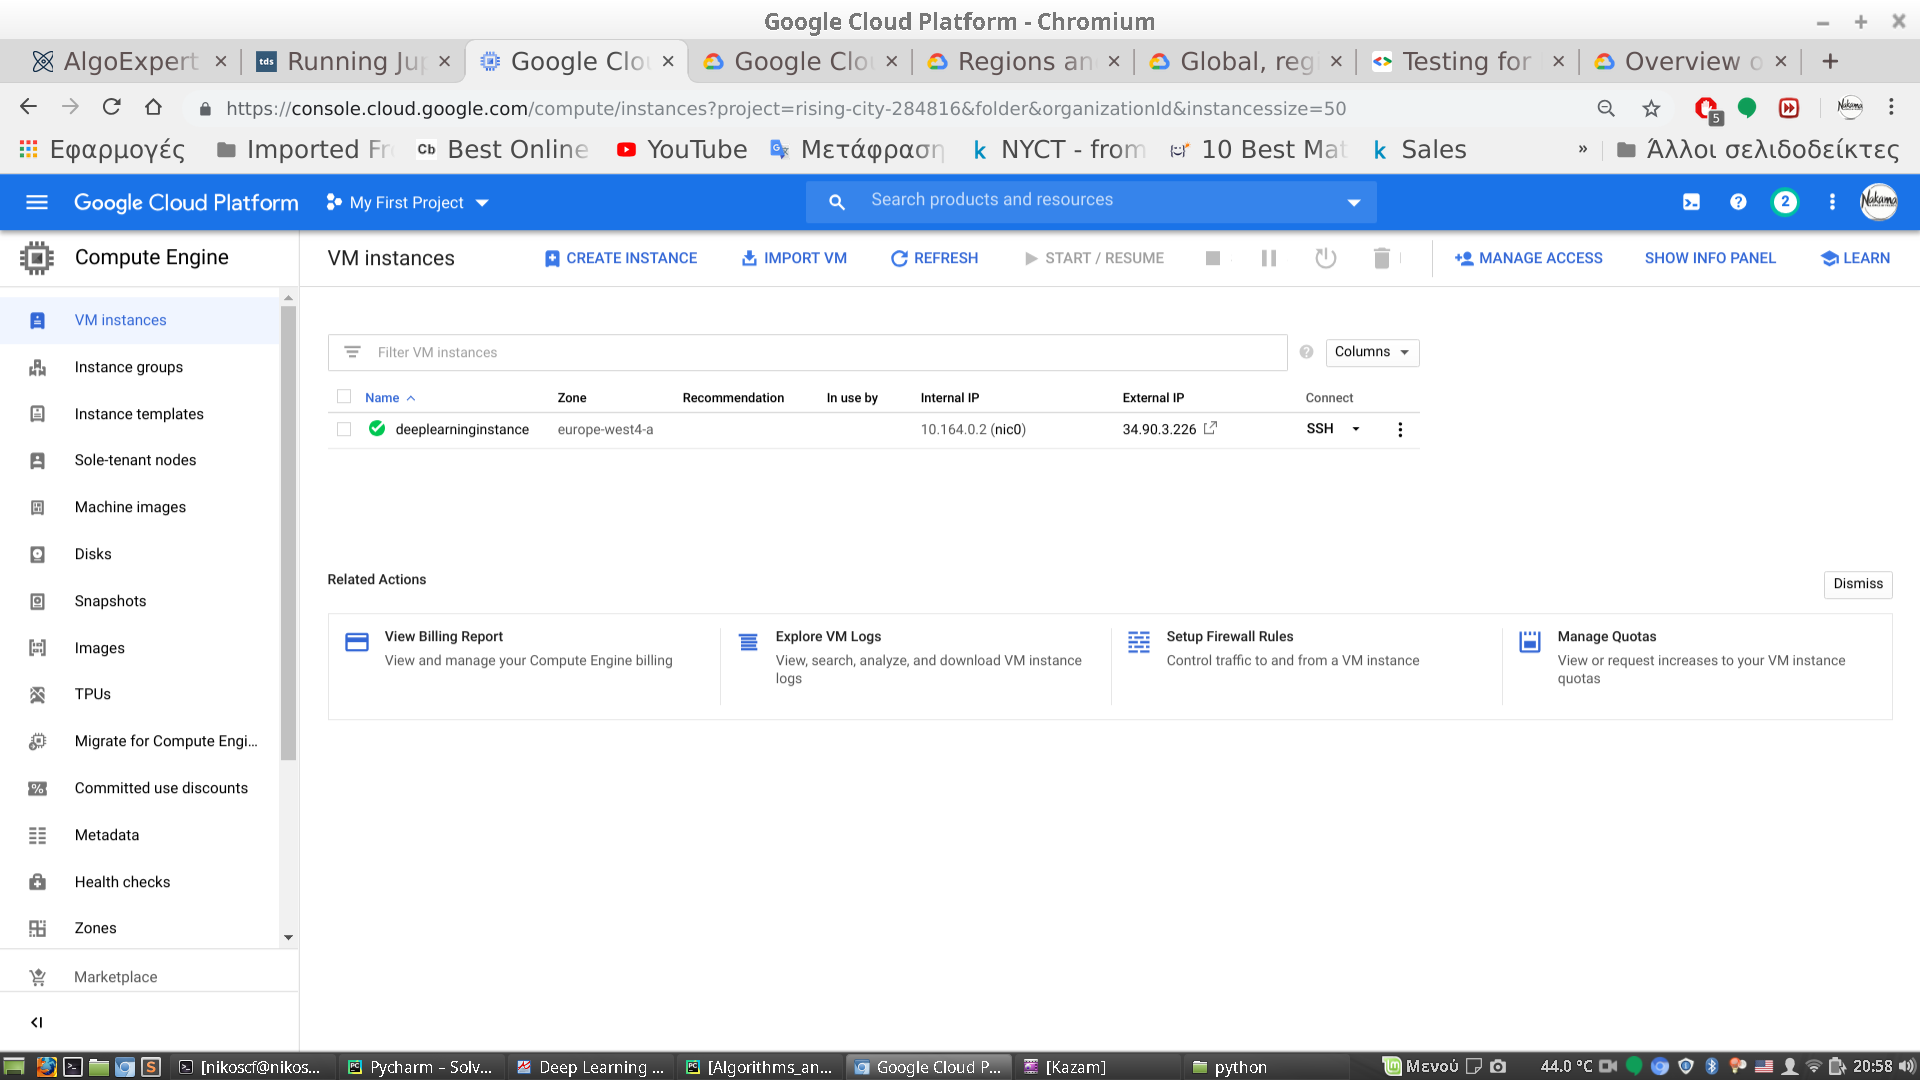 Google Cloud Platform - Chromium
AlgoExpert
tds Running Jup
Google Clo
Google Clo
Regions an
Global, reg
Testing for
Overview o
https://console.cloud.google.com/compute/instances?project=rising-city-284816&folder&organizationId&instancessize=50
5
Nakama
Εφαρμογές
Imported Fr
Cb Best Online
YouTube
Μετάφραση
k NYCT - from
10 Best Mat
k Sales
»
Άλλοι σελιδοδείκτες
Google Cloud Platform
My First Project
Search products and resources
2
Nakama
Compute Engine
VM instances
CREATE INSTANCE
IMPORT VM
REFRESH
START / RESUME
MANAGE ACCESS
SHOW INFO PANEL
LEARN
VM instances
Instance groups
Instance templates
Sole-tenant nodes
Machine images
Disks
Snapshots
Images
TPUs
Migrate for Compute Engi...
Committed use discounts
Metadata
Health checks
Zones
Marketplace
Filter VM instances
Columns
Name
Zone
Recommendation
In use by
Internal IP
External IP
Connect
deeplearninginstance
europe-west4-a
10.164.0.2 (nic0)
34.90.3.226
SSH
Related Actions
Dismiss
View Billing Report
View and manage your Compute Engine billing
Explore VM Logs
View, search, analyze, and download VM instance
logs
Setup Firewall Rules
Control traffic to and from a VM instance
Manage Quotas
View or request increases to your VM instance
quotas
[nikoscf@nikos...
Pycharm – Solv...
Deep Learning ...
[Algorithms_an...
Google Cloud P...
[Kazam]
python
Μενού
44.0 °C
20:58